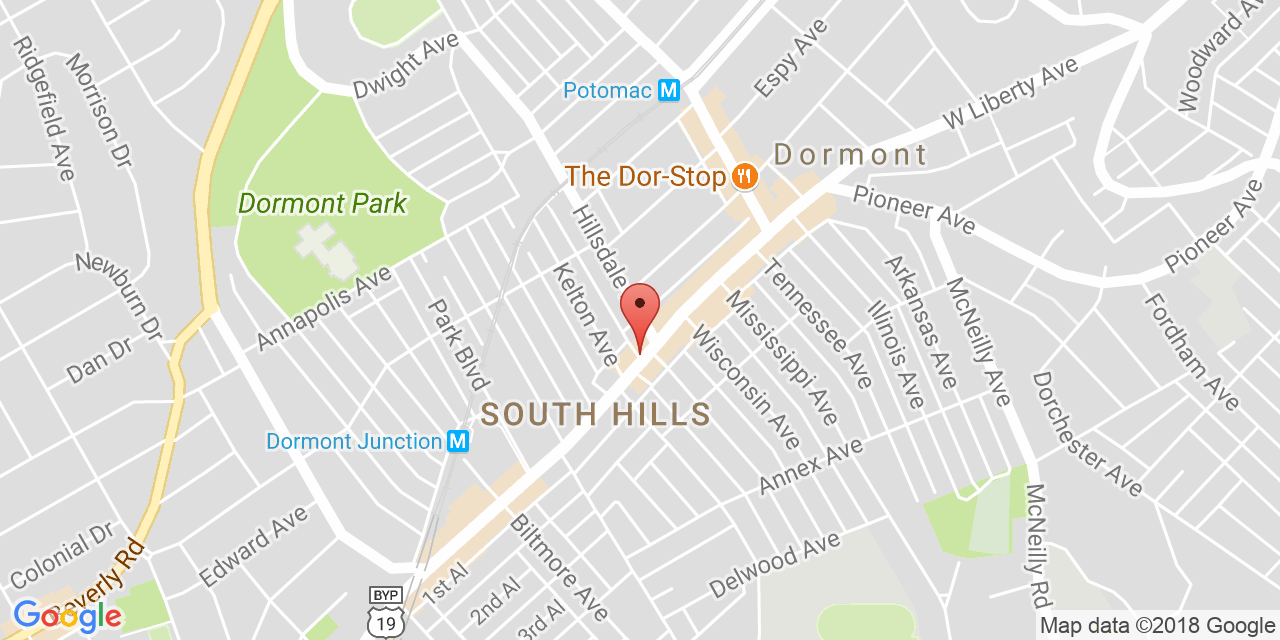 Ridgefield Ave
Morrison Dr
Dwight Ave
Potomac M
Espy Ave
W Liberty Ave
Woodward Av
Dormont
The Dor-Stop
Dormont Park
Hillsdale
Pioneer Ave
Pioneer Ave
Newburn Dr
Annapolis Ave
Kelton Ave
Park Blvd
Dan Dr
Tennessee Ave
Mississippi Ave
Wisconsin Ave
Illinois Ave
Arkansas Ave
McNeilly Ave
Fordham Ave
Dorchester Ave
SOUTH HILLS
Dormont Junction M
Annex Ave
McNeilly Rd
Colonial Dr
Edward Ave
Beverly Rd
Biltmore Ave
Delwood Ave
1st Al
2nd Al
3rd Al
BYP
19
Google
Map data ©2018 Google